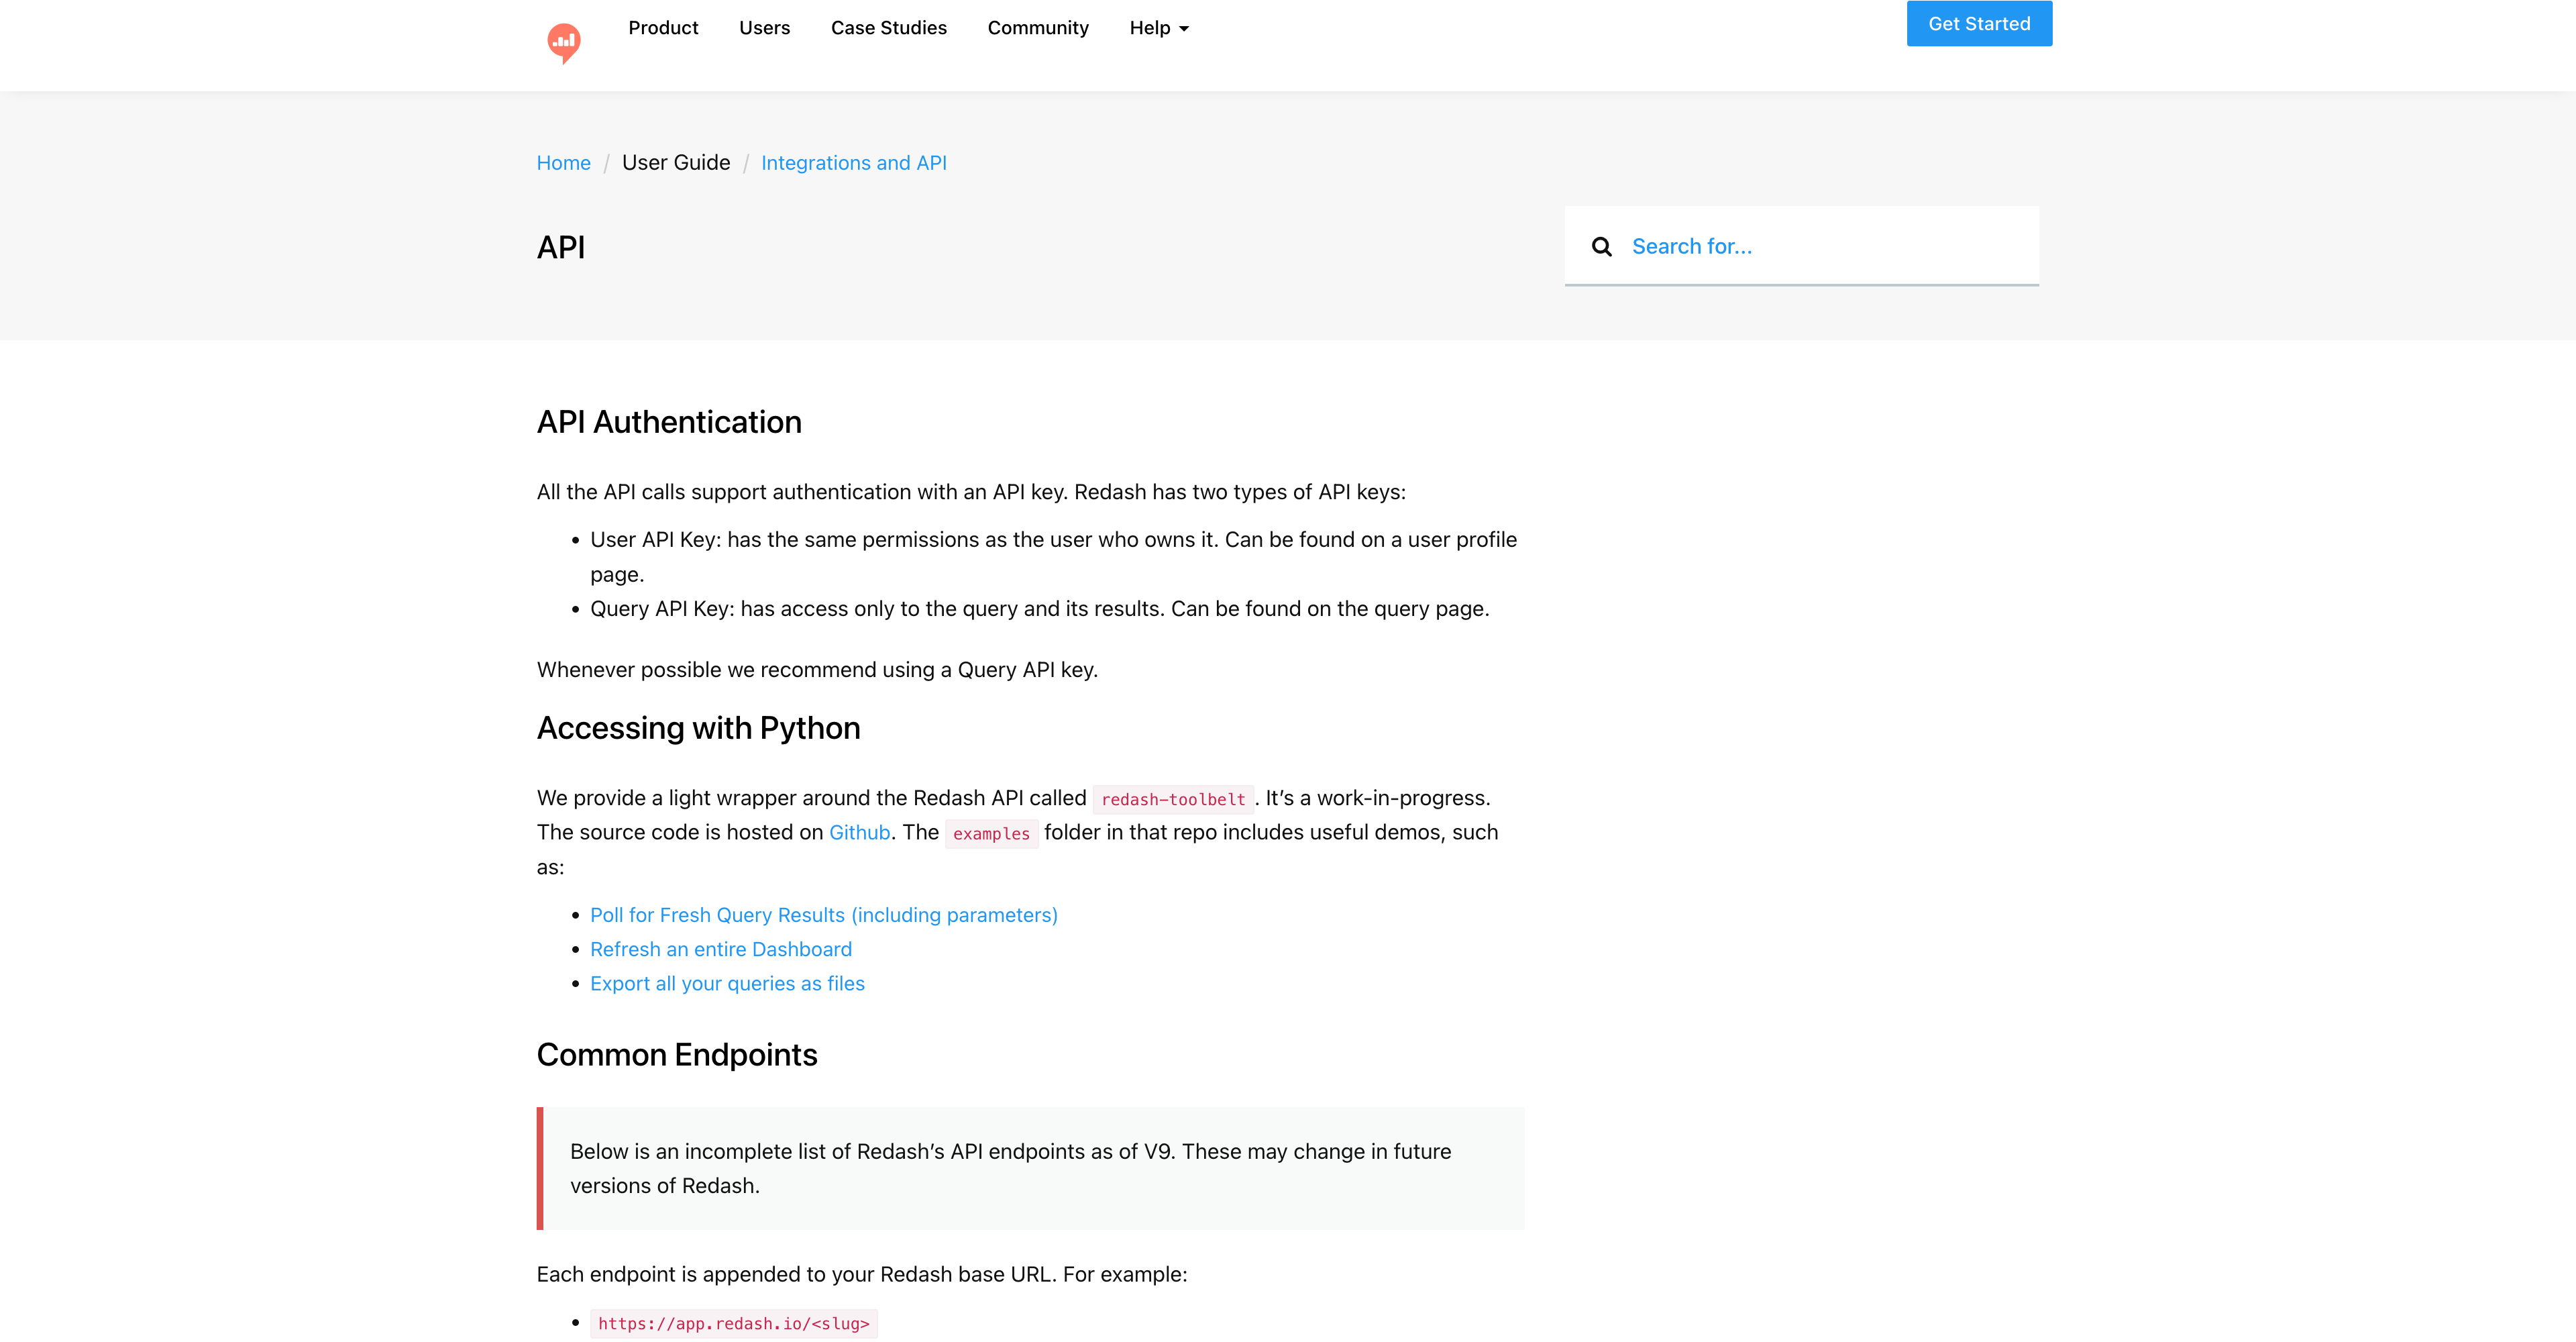 Product Users Case Studies Community Help Get Started
Home / User Guide / Integrations and API
API
Search for...
API Authentication
All the API calls support authentication with an API key. Redash has two types of API keys:
• User API Key: has the same permissions as the user who owns it. Can be found on a user profile
page.
• Query API Key: has access only to the query and its results. Can be found on the query page.
Whenever possible we recommend using a Query API key.
Accessing with Python
We provide a light wrapper around the Redash API called redash-toolbelt. It’s a work-in-progress.
The source code is hosted on Github. The examples folder in that repo includes useful demos, such
as:
• Poll for Fresh Query Results (including parameters)
• Refresh an entire Dashboard
• Export all your queries as files
Common Endpoints
Below is an incomplete list of Redash’s API endpoints as of V9. These may change in future
versions of Redash.
Each endpoint is appended to your Redash base URL. For example:
• https://app.redash.io/<slug>